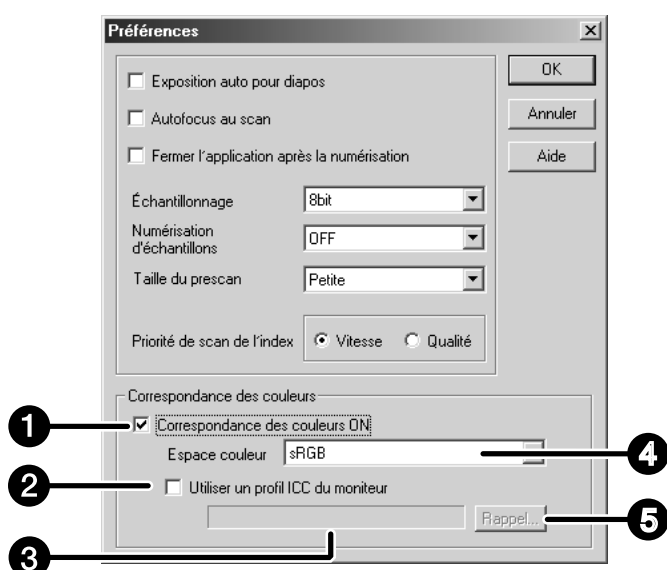 Préférences
Exposition auto pour diapos
OK
Autofocus au scan
Annuler
Fermer l'application après la numérisation
Aide
Échantillonnage
8bit
Numérisation
d'échantillons
OFF
Taille du prescan
Petite
Priorité de scan de l'index
Vitesse
Qualité
Correspondance des couleurs
1
Correspondance des couleurs ON
Espace couleur
sRGB
4
2
Utiliser un profil ICC du moniteur
Rappel...
5
3